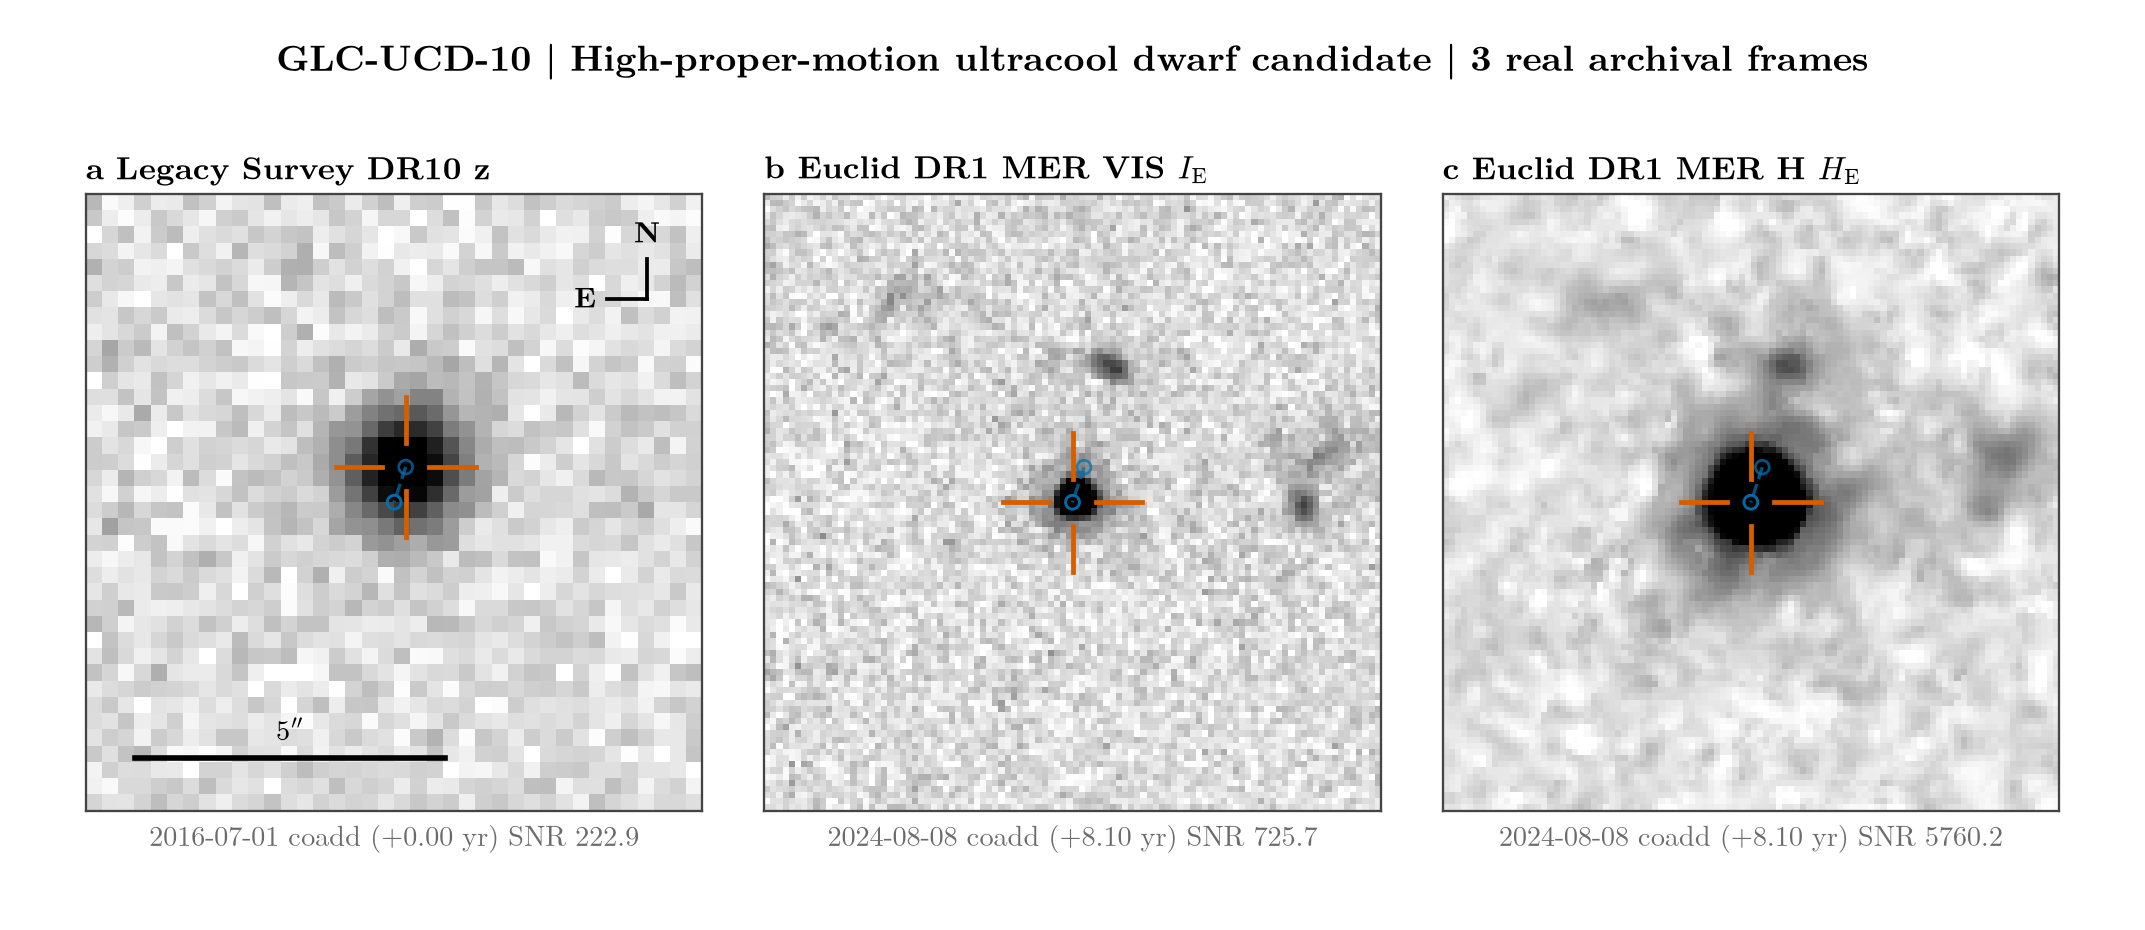 GLC-UCD-10 | High-proper-motion ultracool dwarf candidate | 3 real archival frames
a Legacy Survey DR10 z
N
E
5″
2016-07-01 coadd (+0.00 yr) SNR 222.9
b Euclid DR1 MER VIS I_E
2024-08-08 coadd (+8.10 yr) SNR 725.7
c Euclid DR1 MER H H_E
2024-08-08 coadd (+8.10 yr) SNR 5760.2